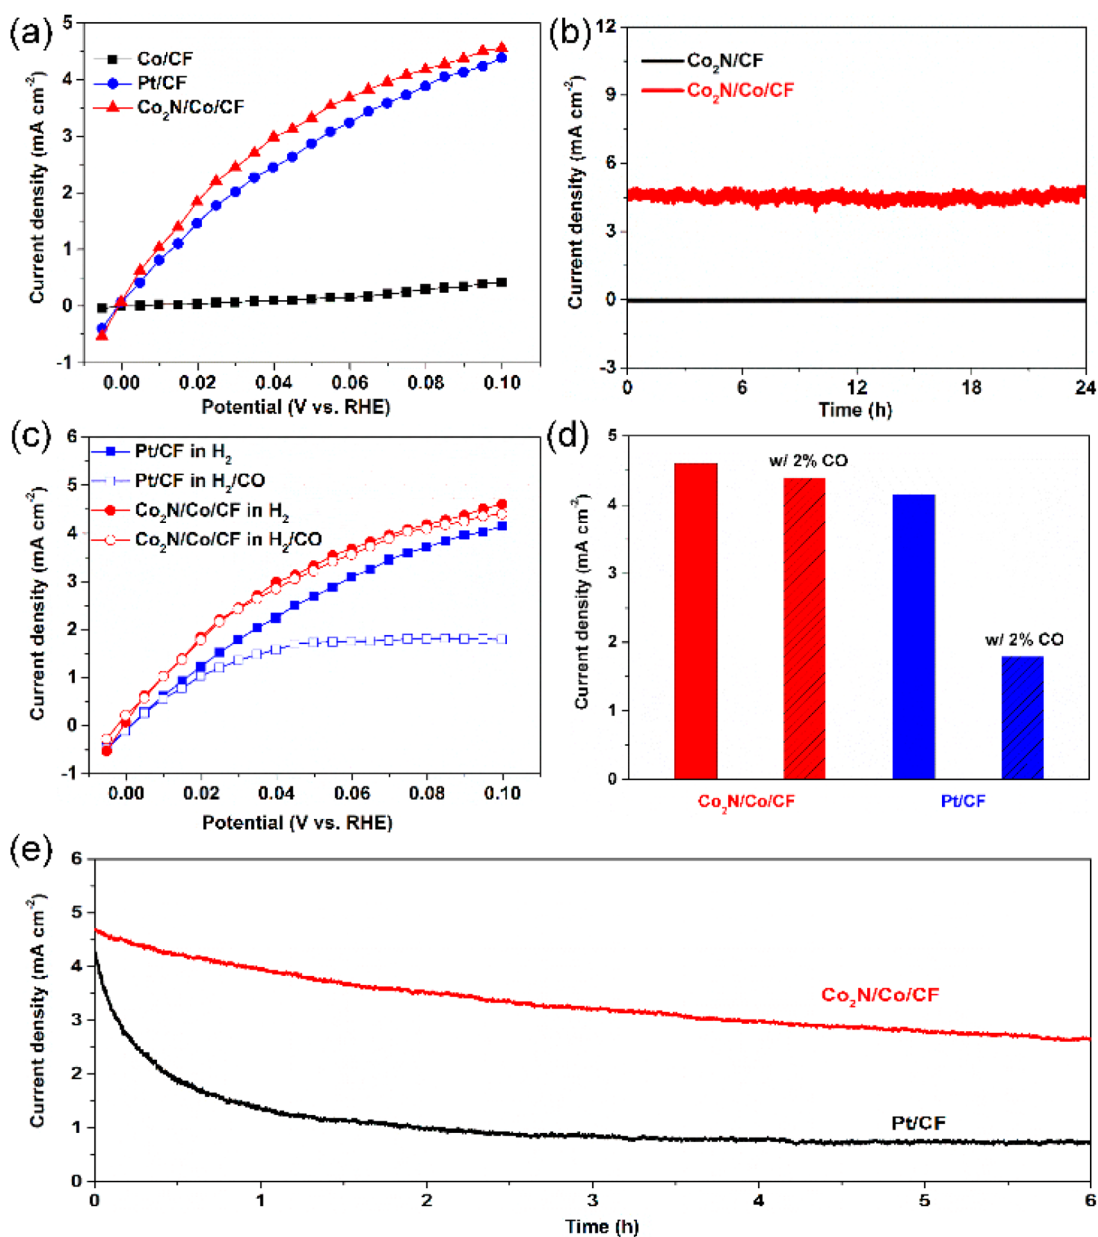 (a)
5
4
3
2
1
0
-1
Current density (mA cm⁻²)
Co/CF
Pt/CF
Co₂N/Co/CF
0.00 0.02 0.04 0.06 0.08 0.10
Potential (V vs. RHE)
(b)
12
9
6
3
0
-3
Current density (mA cm⁻²)
Co₂N/CF
Co₂N/Co/CF
0 6 12 18 24
Time (h)
(c)
6
5
4
3
2
1
0
-1
Current density (mA cm⁻²)
Pt/CF in H₂
Pt/CF in H₂/CO
Co₂N/Co/CF in H₂
Co₂N/Co/CF in H₂/CO
0.00 0.02 0.04 0.06 0.08 0.10
Potential (V vs. RHE)
(d)
5
4
3
2
1
0
Current density (mA cm⁻²)
w/ 2% CO
w/ 2% CO
Co₂N/Co/CF
Pt/CF
(e)
6
5
4
3
2
1
0
Current density (mA cm⁻²)
Co₂N/Co/CF
Pt/CF
0 1 2 3 4 5 6
Time (h)